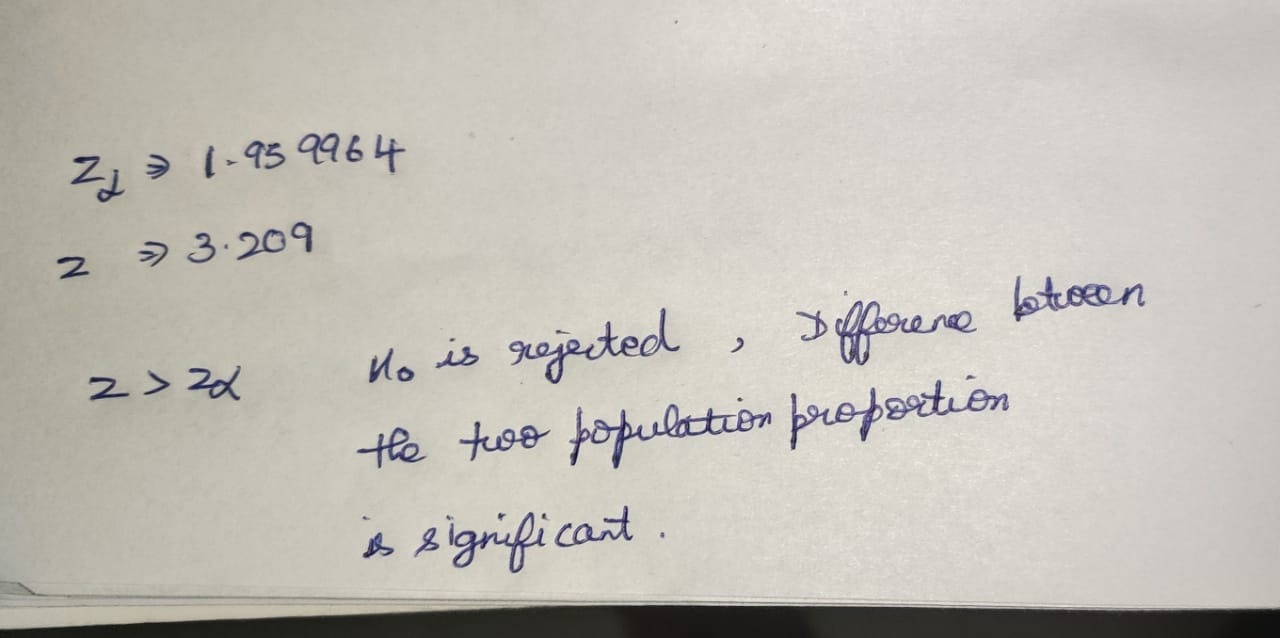 Zα ⇒ 1.959964
z ⇒ 3.209
z > zα H₀ is rejected, Difference between
the two population proportion
is significant.